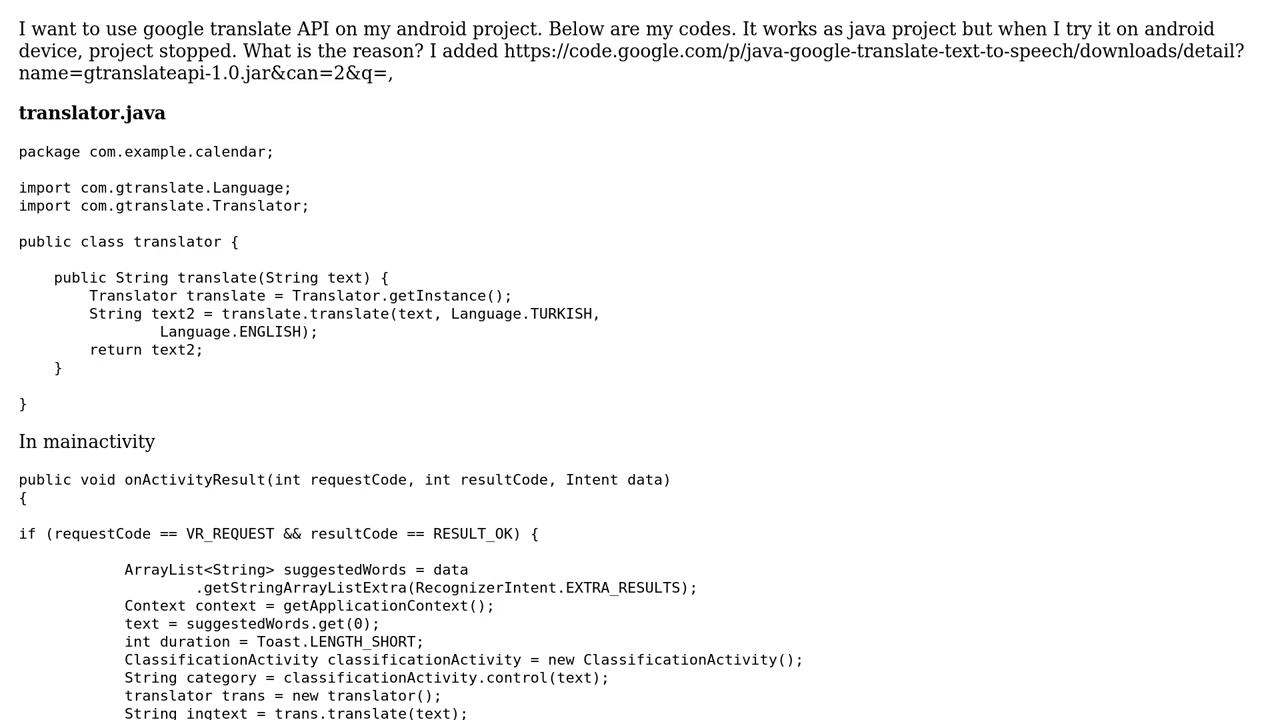 I want to use google translate API on my android project. Below are my codes. It works as java project but when I try it on android
device, project stopped. What is the reason? I added https://code.google.com/p/java-google-translate-text-to-speech/downloads/detail?
name=gtranslateapi-1.0.jar&can=2&q=,
translator.java
package com.example.calendar;
import com.gtranslate.Language;
import com.gtranslate.Translator;
public class translator {
public String translate(String text) {
Translator translate = Translator.getInstance();
String text2 = translate.translate(text, Language.TURKISH,
Language.ENGLISH);
return text2;
}
}
In mainactivity
public void onActivityResult(int requestCode, int resultCode, Intent data)
{
if (requestCode == VR_REQUEST && resultCode == RESULT_OK) {
ArrayList<String> suggestedWords = data
.getStringArrayListExtra(RecognizerIntent.EXTRA_RESULTS);
Context context = getApplicationContext();
text = suggestedWords.get(0);
int duration = Toast.LENGTH_SHORT;
ClassificationActivity classificationActivity = new ClassificationActivity();
String category = classificationActivity.control(text);
translator trans = new translator();
String ingtext = trans.translate(text);